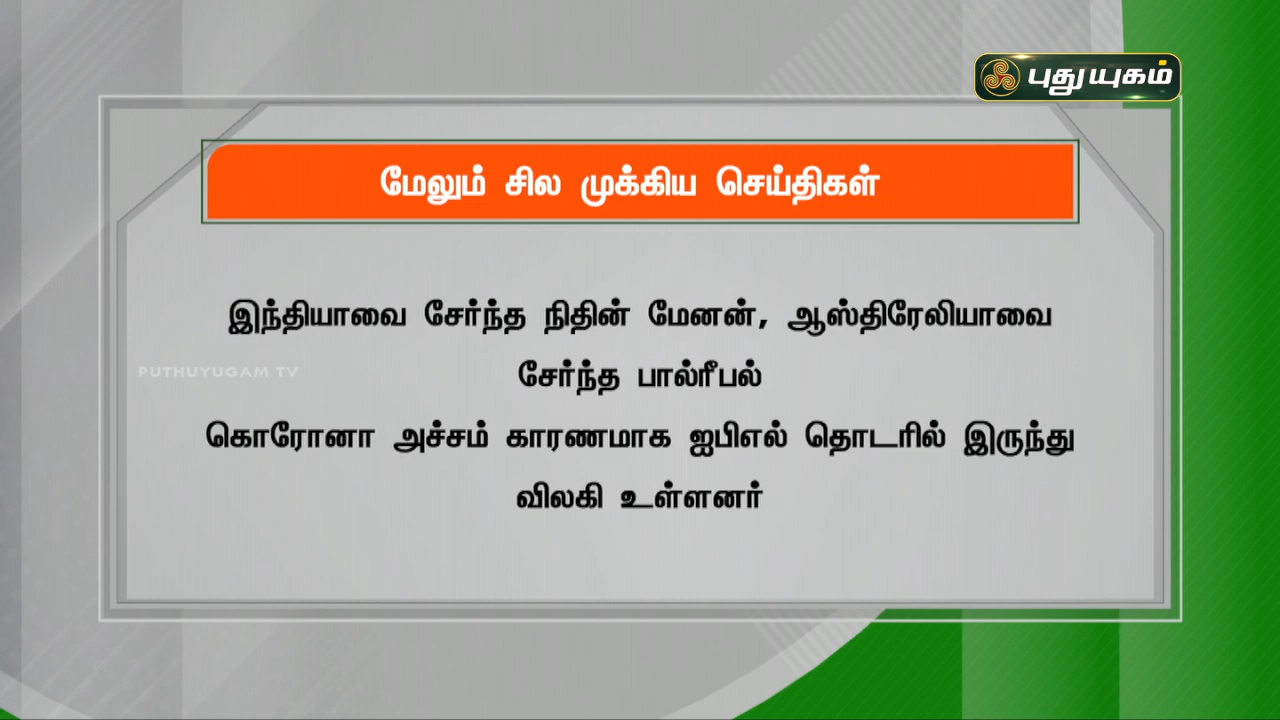 புதுயுகம்
மேலும் சில முக்கிய செய்திகள்
இந்தியாவை சேர்ந்த நிதின் மேனன், ஆஸ்திரேலியாவை
சேர்ந்த பால்ரீபல்
PUTHUYUGAM TV
கொரோனா அச்சம் காரணமாக ஐபிஎல் தொடரில் இருந்து
விலகி உள்ளனர்